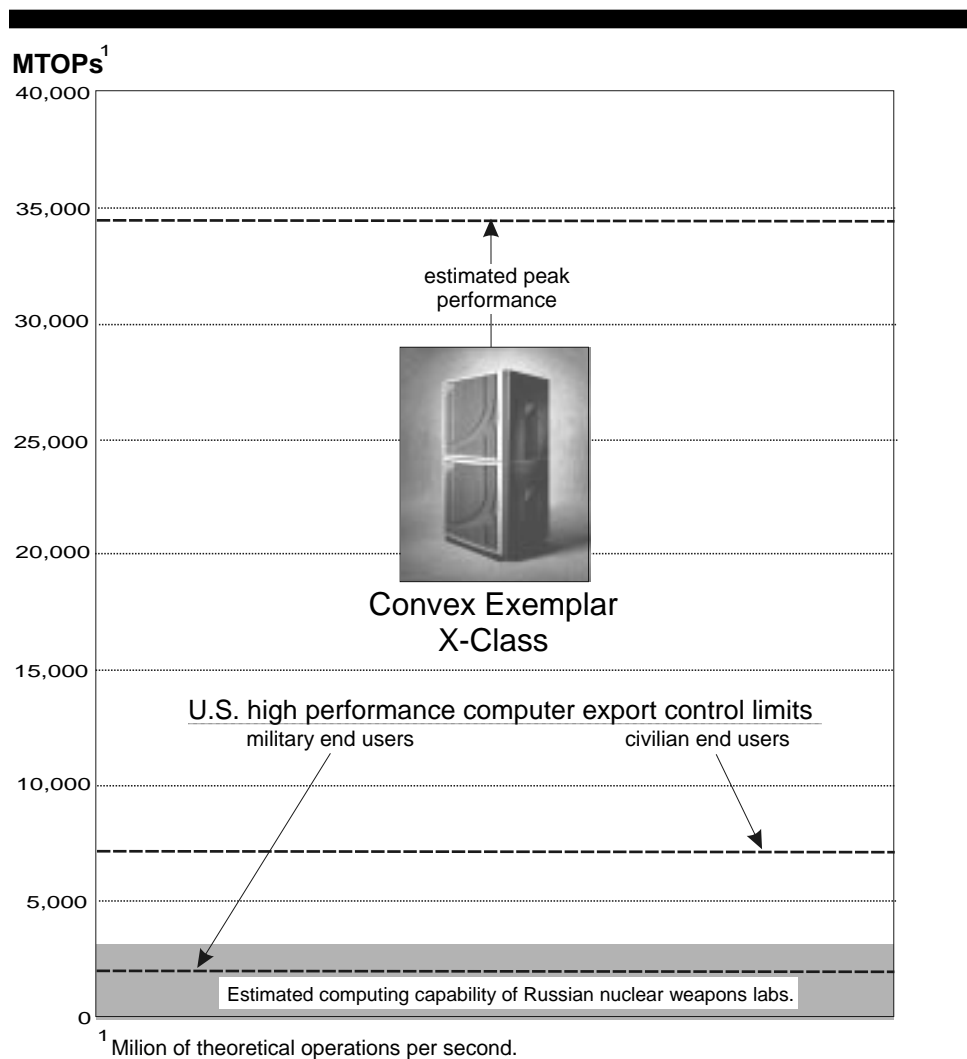 MTOPs1
40,000
35,000
estimated peak
performance
30,000
25,000
20,000
Convex Exemplar
X-Class
15,000
U.S. high performance computer export control limits
military end users civilian end users
10,000
5,000
Estimated computing capability of Russian nuclear weapons labs.
0
1 Milion of theoretical operations per second.